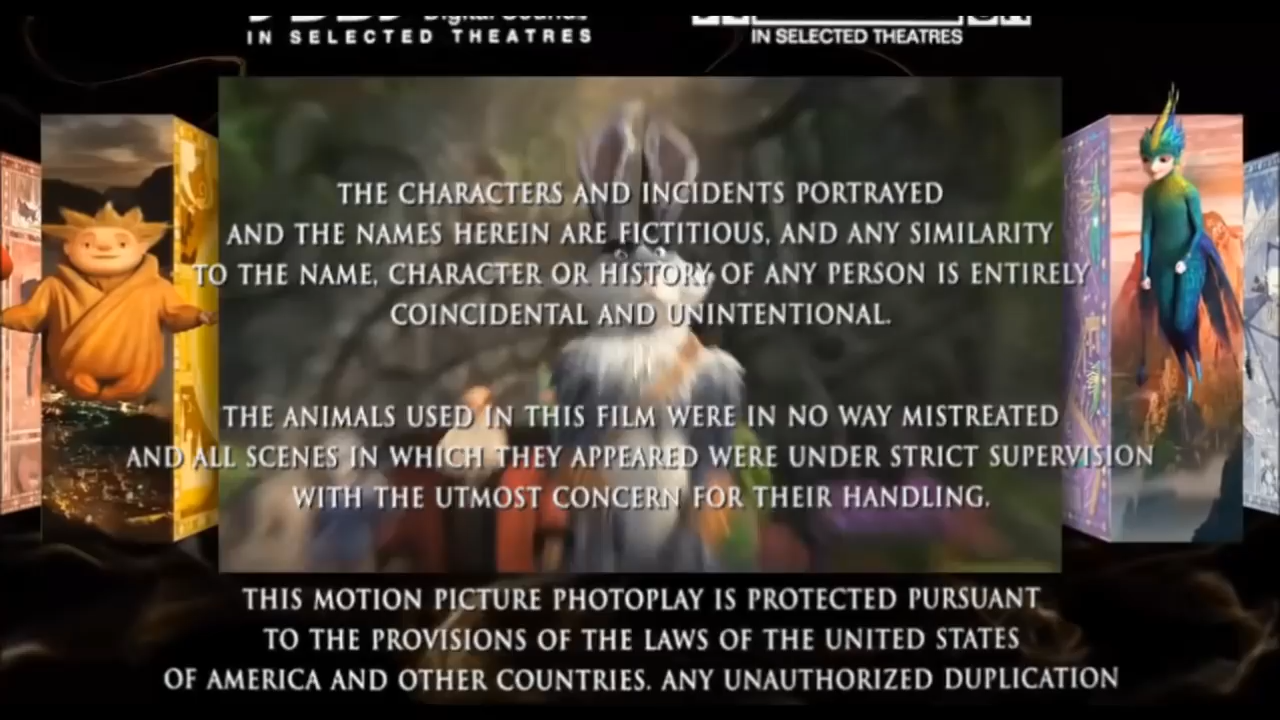 Digital Sound
IN SELECTED THEATRES
IN SELECTED THEATRES
THE CHARACTERS AND INCIDENTS PORTRAYED
AND THE NAMES HEREIN ARE FICTITIOUS, AND ANY SIMILARITY
TO THE NAME, CHARACTER OR HISTORY OF ANY PERSON IS ENTIRELY
COINCIDENTAL AND UNINTENTIONAL.
THE ANIMALS USED IN THIS FILM WERE IN NO WAY MISTREATED
AND ALL SCENES IN WHICH THEY APPEARED WERE UNDER STRICT SUPERVISION
WITH THE UTMOST CONCERN FOR THEIR HANDLING.
THIS MOTION PICTURE PHOTOPLAY IS PROTECTED PURSUANT
TO THE PROVISIONS OF THE LAWS OF THE UNITED STATES
OF AMERICA AND OTHER COUNTRIES. ANY UNAUTHORIZED DUPLICATION